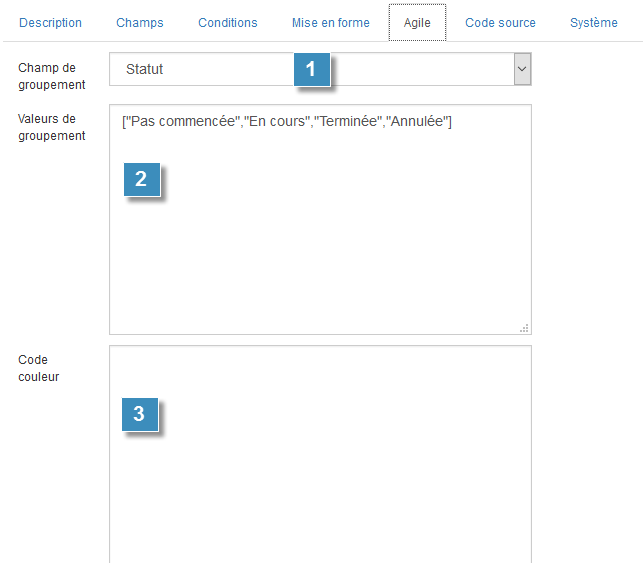 Description Champs Conditions Mise en forme Agile Code source Système
Champ de
groupement
Statut 1
Valeurs de
groupement
["Pas commencée","En cours","Terminée","Annulée"]
2
Code
couleur
3